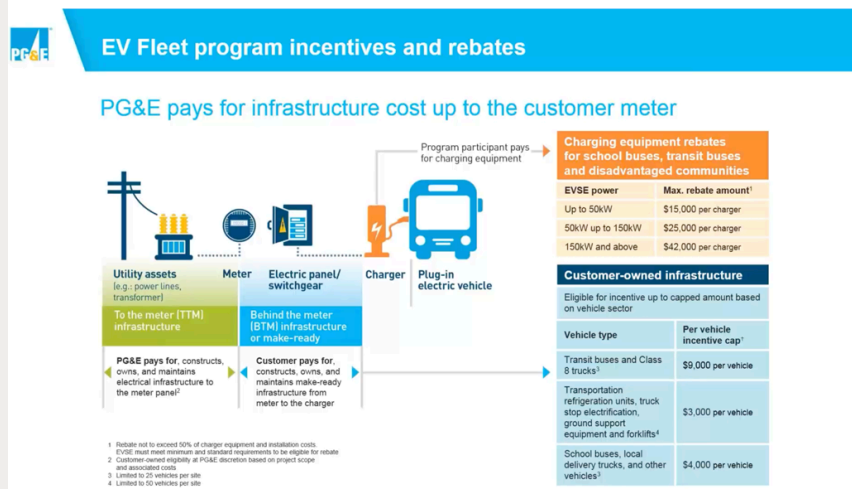 PG&E
EV Fleet program incentives and rebates
PG&E pays for infrastructure cost up to the customer meter
Program participant pays
for charging equipment
Utility assets
(e.g.: power lines,
transformer)
Meter
Electric panel/
switchgear
Charger
Plug-in
electric vehicle
To the meter (TTM)
infrastructure
Behind the meter
(BTM) infrastructure
or make-ready
PG&E pays for, constructs,
owns, and maintains
electrical infrastructure to
the meter panel²
Customer pays for,
constructs, owns, and
maintains make-ready
infrastructure from
meter to the charger
Charging equipment rebates
for school buses, transit buses
and disadvantaged communities
EVSE power Max. rebate amount¹
Up to 50kW $15,000 per charger
50kW up to 150kW $25,000 per charger
150kW and above $42,000 per charger
Customer-owned infrastructure
Eligible for incentive up to capped amount based
on vehicle sector
Vehicle type
Per vehicle
incentive cap¹
Transit buses and Class
8 trucks³
$9,000 per vehicle
Transportation
refrigeration units, truck
stop electrification,
ground support
equipment and forklifts⁴
$3,000 per vehicle
School buses, local
delivery trucks, and other
vehicles³
$4,000 per vehicle
1 Rebate not to exceed 50% of charger equipment and installation costs.
EVSE must meet minimum and standard requirements to be eligible for rebate
2 Customer-owned eligibility at PG&E discretion based on project scope
and associated costs
3 Limited to 25 vehicles per site
4 Limited to 50 vehicles per site